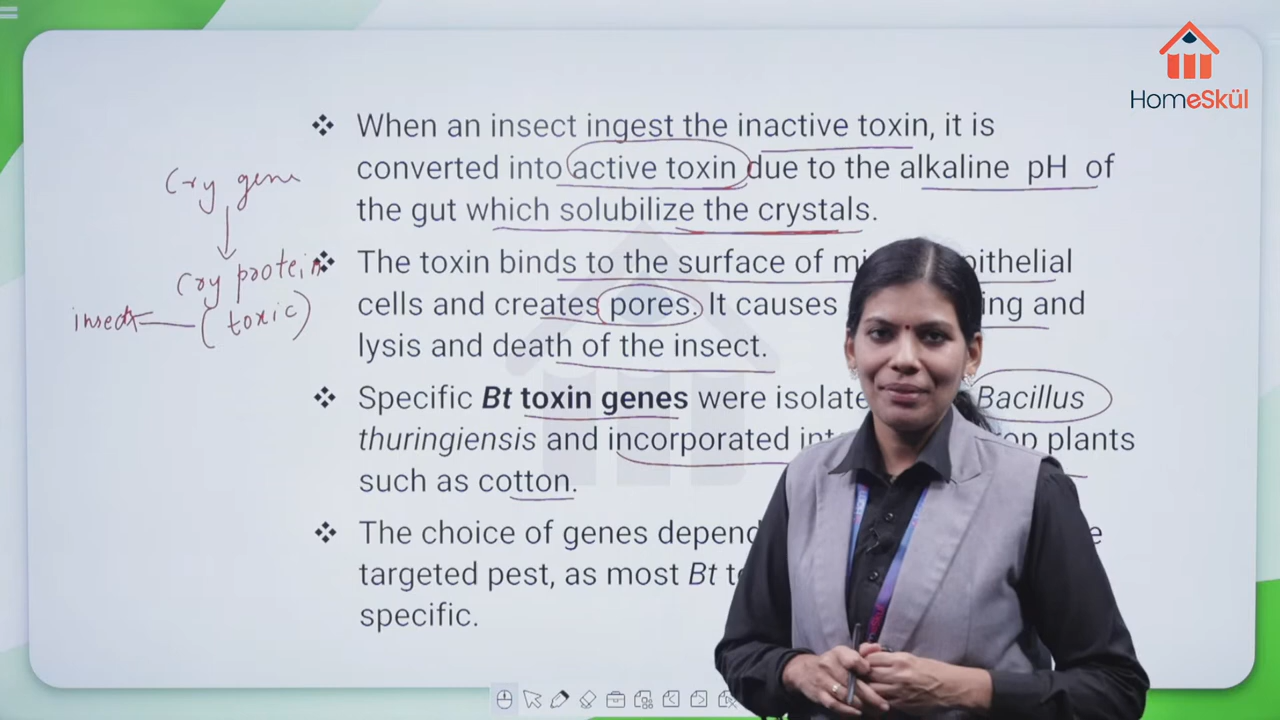 HomeSkül
❖ When an insect ingest the inactive toxin, it is
converted into active toxin due to the alkaline pH of
the gut which solubilize the crystals.
❖ The toxin binds to the surface of
cells and creates pores. It causes and
lysis and death of the insect.
❖ Specific Bt toxin genes were Bacillus
thuringiensis and incorporated plants
such as cotton.
❖ The choice of genes
targeted pest, as most Bt
specific.
Cry gene
Cry protein
(toxic)
insect